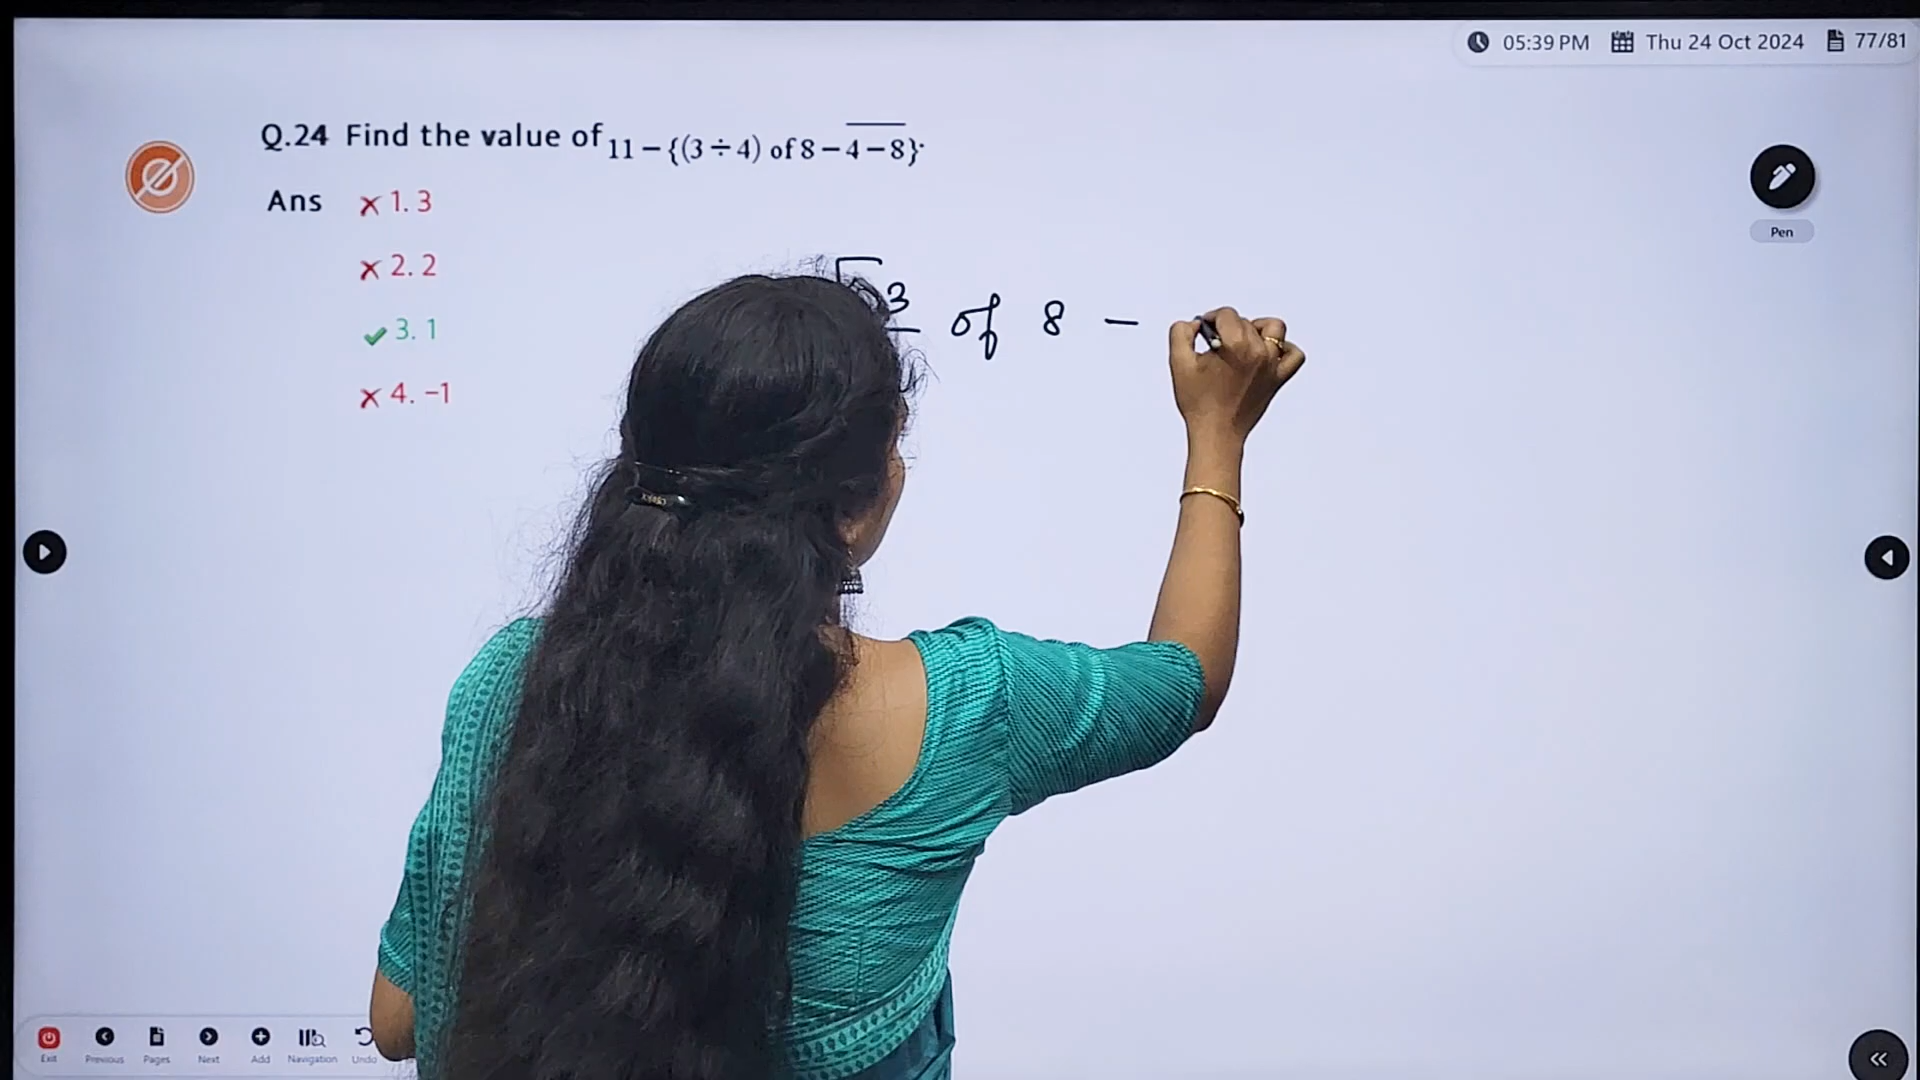 05:39 PM Thu 24 Oct 2024 77/81
Q.24 Find the value of 11 − {(3 ÷ 4) of 8 − 4 − 8}.
Ans 1. 3
2. 2
3. 1
4. −1
Pen
3 of 8 −
Exit Previous Pages Next Add Navigation Undo